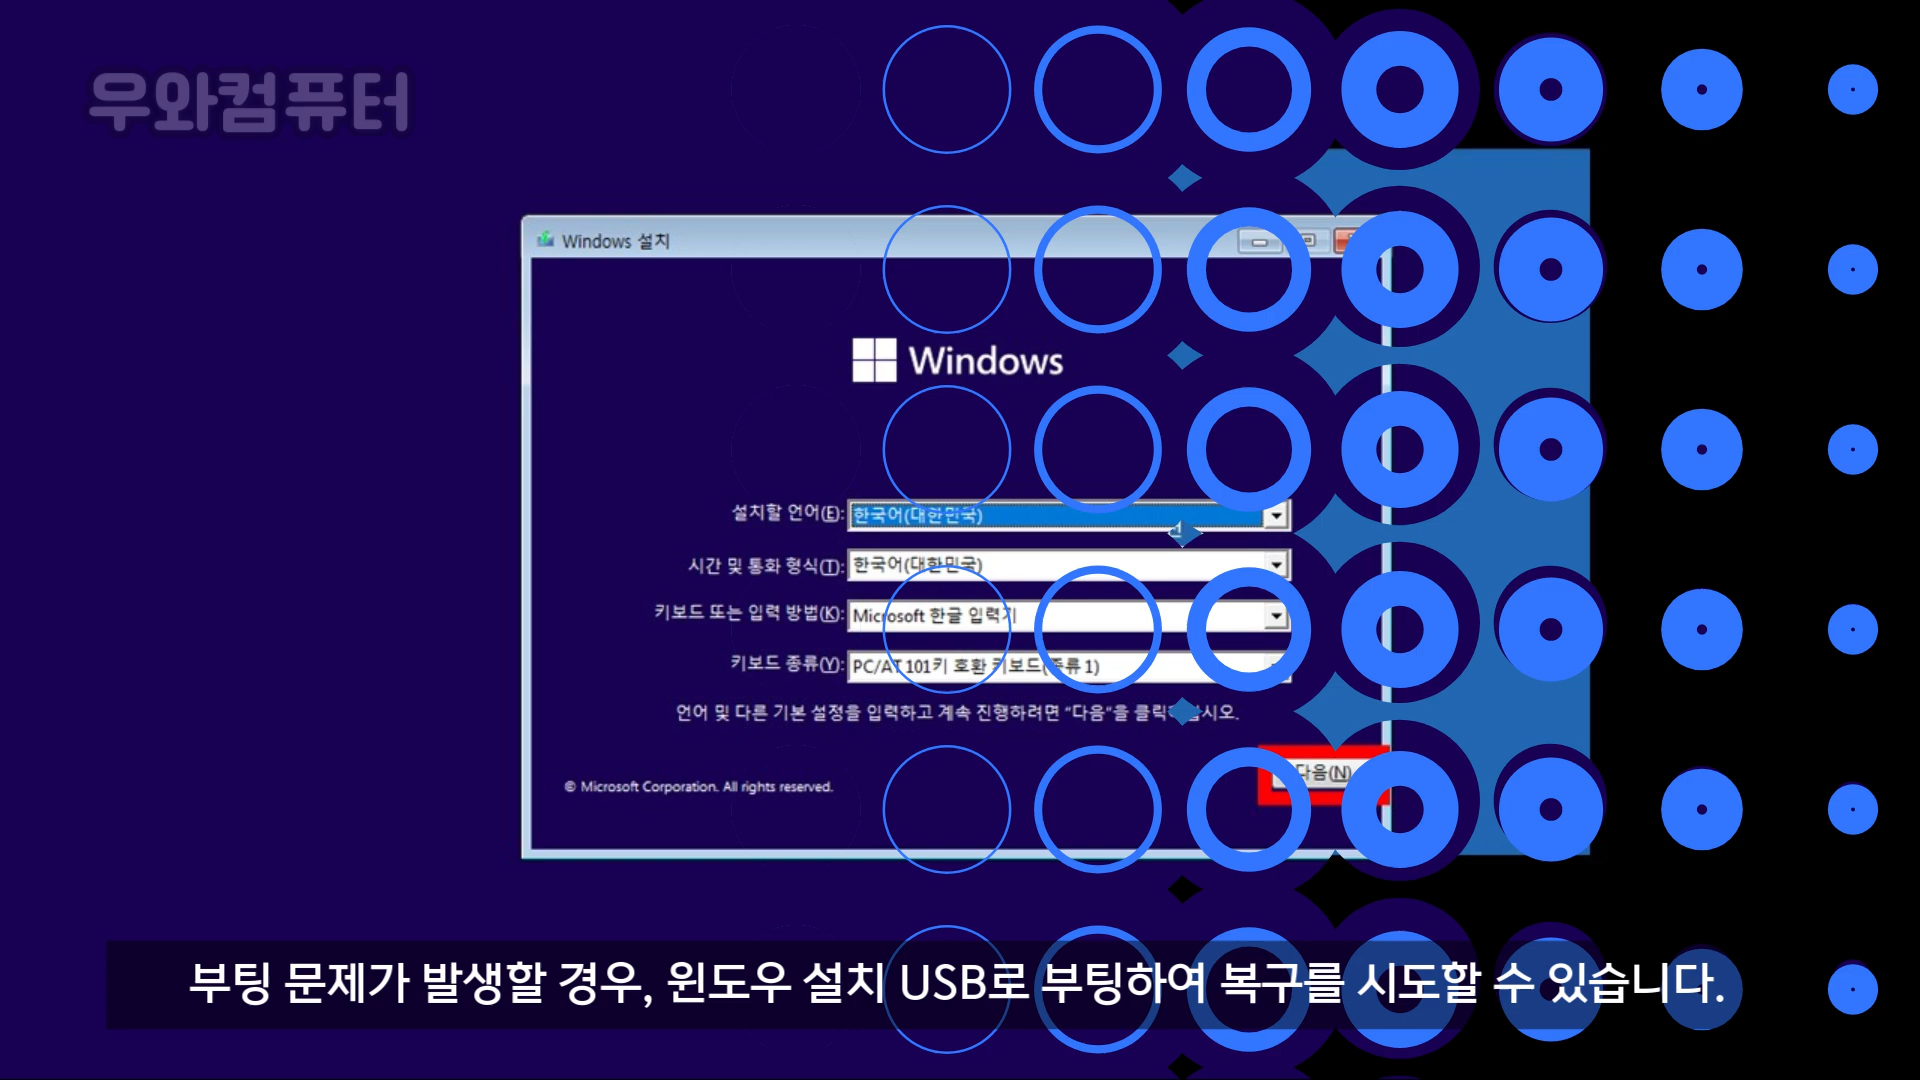 우와컴퓨터
Windows 설치
Windows
설치할 언어(E): 한국어(대한민국)
시간 및 통화 형식(T): 한국어(대한민국)
키보드 또는 입력 방법(K): Microsoft 한글 입력기
키보드 종류(Y): PC/AT 101키 호환 키보드(종류 1)
언어 및 다른 기본 설정을 입력하고 계속 진행하려면 "다음"을 클릭하십시오.
다음(N)
© Microsoft Corporation. All rights reserved.
부팅 문제가 발생할 경우, 윈도우 설치 USB로 부팅하여 복구를 시도할 수 있습니다.